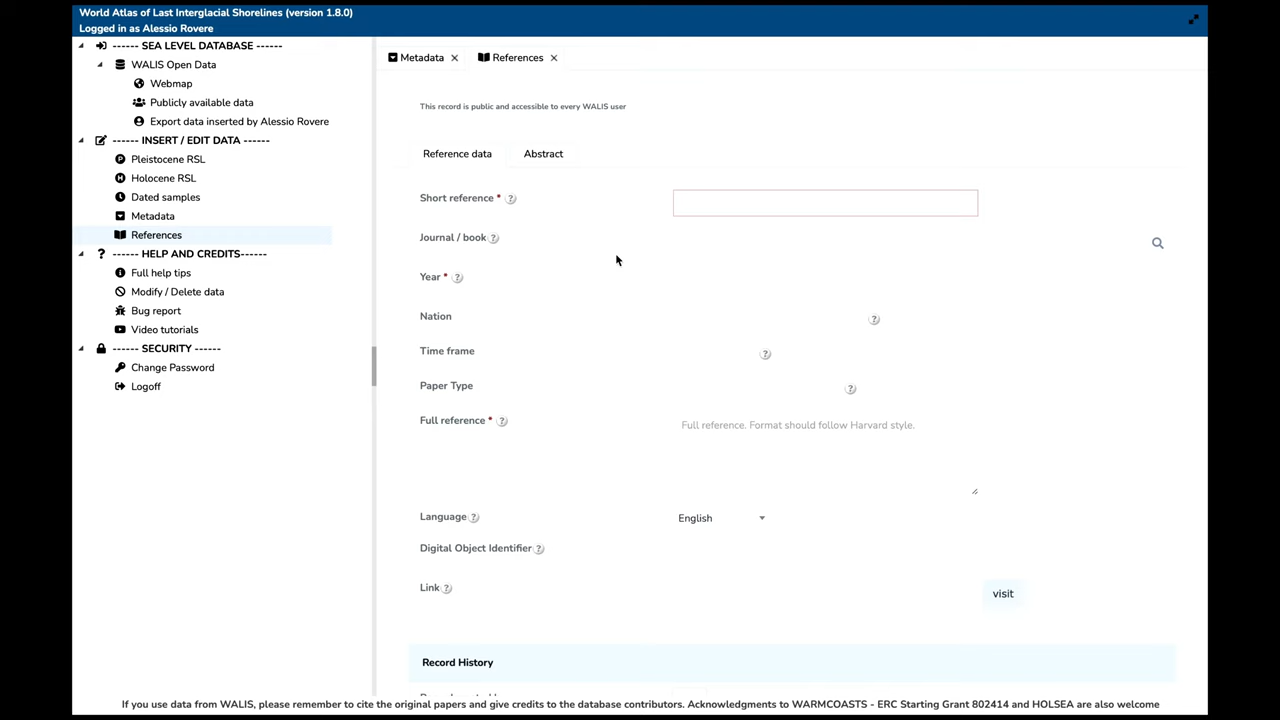 World Atlas of Last Interglacial Shorelines (version 1.8.0)
Logged in as Alessio Rovere
------ SEA LEVEL DATABASE ------
WALIS Open Data
Webmap
Publicly available data
Export data inserted by Alessio Rovere
------ INSERT / EDIT DATA ------
Pleistocene RSL
Holocene RSL
Dated samples
Metadata
References
------ HELP AND CREDITS------
Full help tips
Modify / Delete data
Bug report
Video tutorials
------ SECURITY ------
Change Password
Logoff
Metadata
References
This record is public and accessible to every WALIS user
Reference data
Abstract
Short reference *
Journal / book
Year *
Nation
Time frame
Paper Type
Full reference *
Full reference. Format should follow Harvard style.
Language
English
Digital Object Identifier
Link
visit
Record History
If you use data from WALIS, please remember to cite the original papers and give credits to the database contributors. Acknowledgments to WARMCOASTS - ERC Starting Grant 802414 and HOLSEA are also welcome